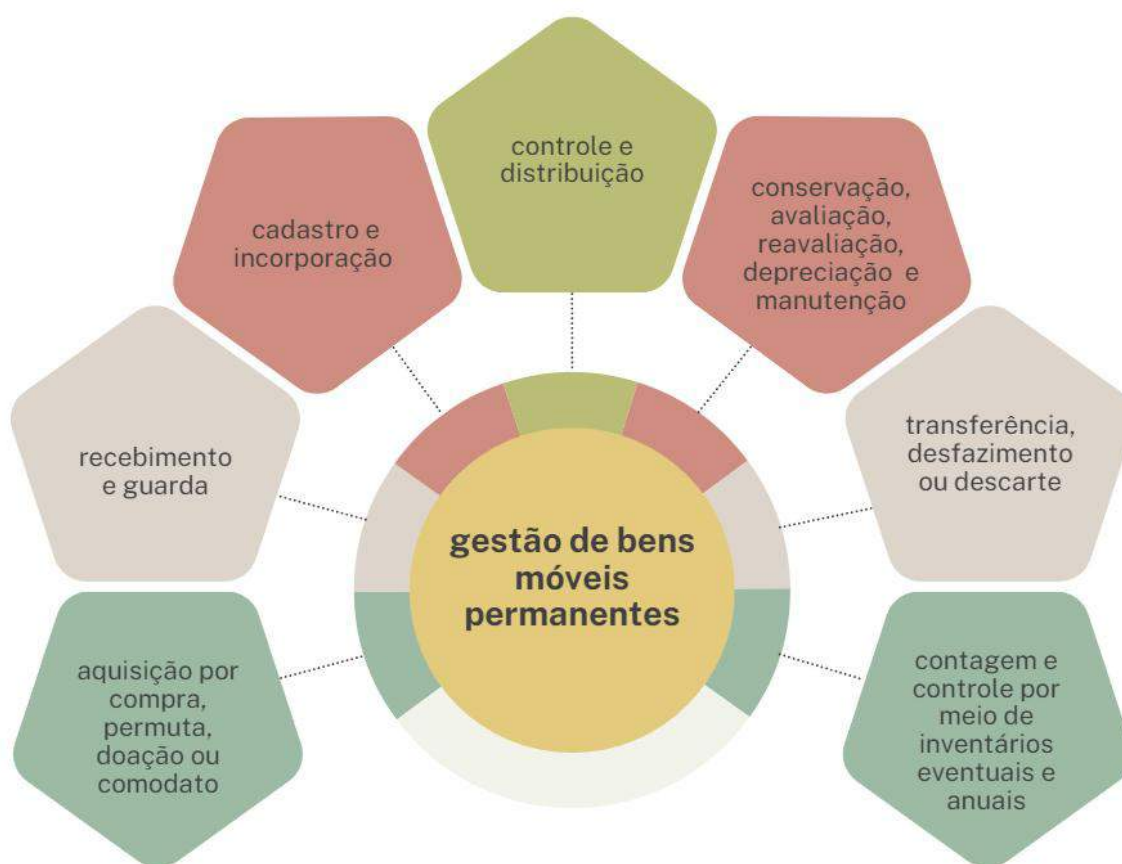 controle e
distribuição
conservação,
avaliação,
reavaliação,
depreciação e
manutenção
cadastro e
incorporação
transferência,
desfazimento
ou descarte
recebimento
e guarda
gestão de bens
móveis
permanentes
aquisição por
compra,
permuta,
doação ou
comodato
contagem e
controle por
meio de
inventários
eventuais e
anuais